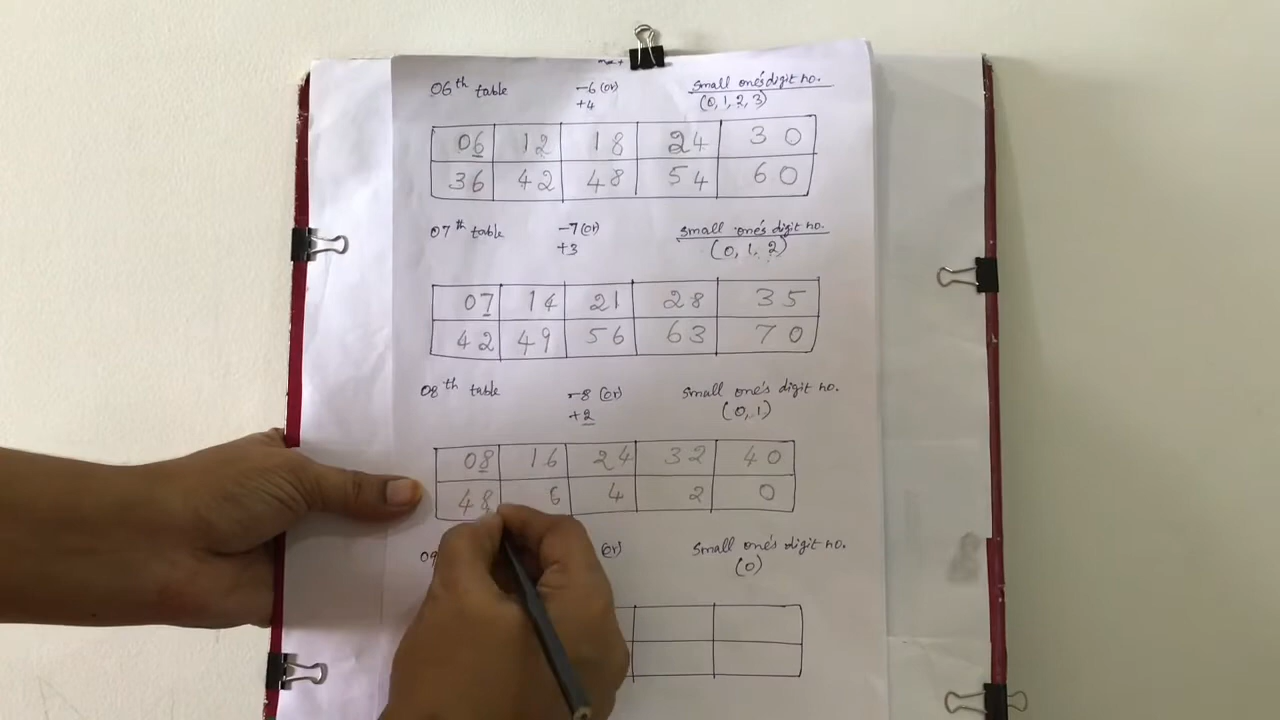 06th table -6 (or) small one's digit no.
+4 (0, 1, 2, 3)
06 12 18 24 30
36 42 48 54 60
07th table -7 (or) small one's digit no.
+3 (0, 1, 2)
07 14 21 28 35
42 49 56 63 70
08th table -8 (or) small one's digit no.
+2 (0, 1)
08 16 24 32 40
48 6 4 2 0
09 (or) small one's digit no.
(0)